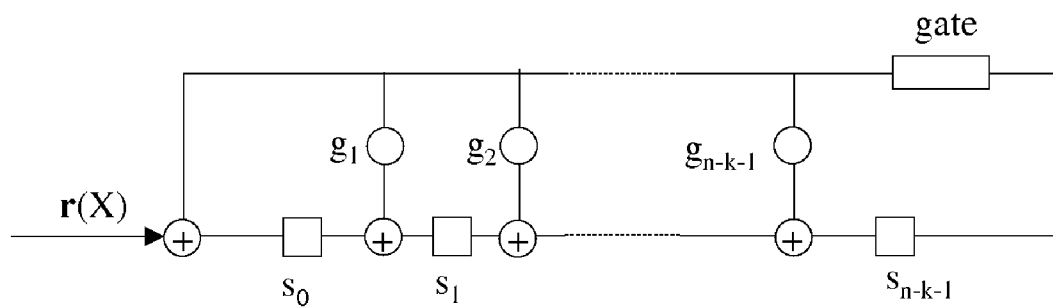 gate
g₁
g₂
gₙ₋ₖ₋₁
r(X)
+
+
+
+
s₀
s₁
sₙ₋ₖ₋₁